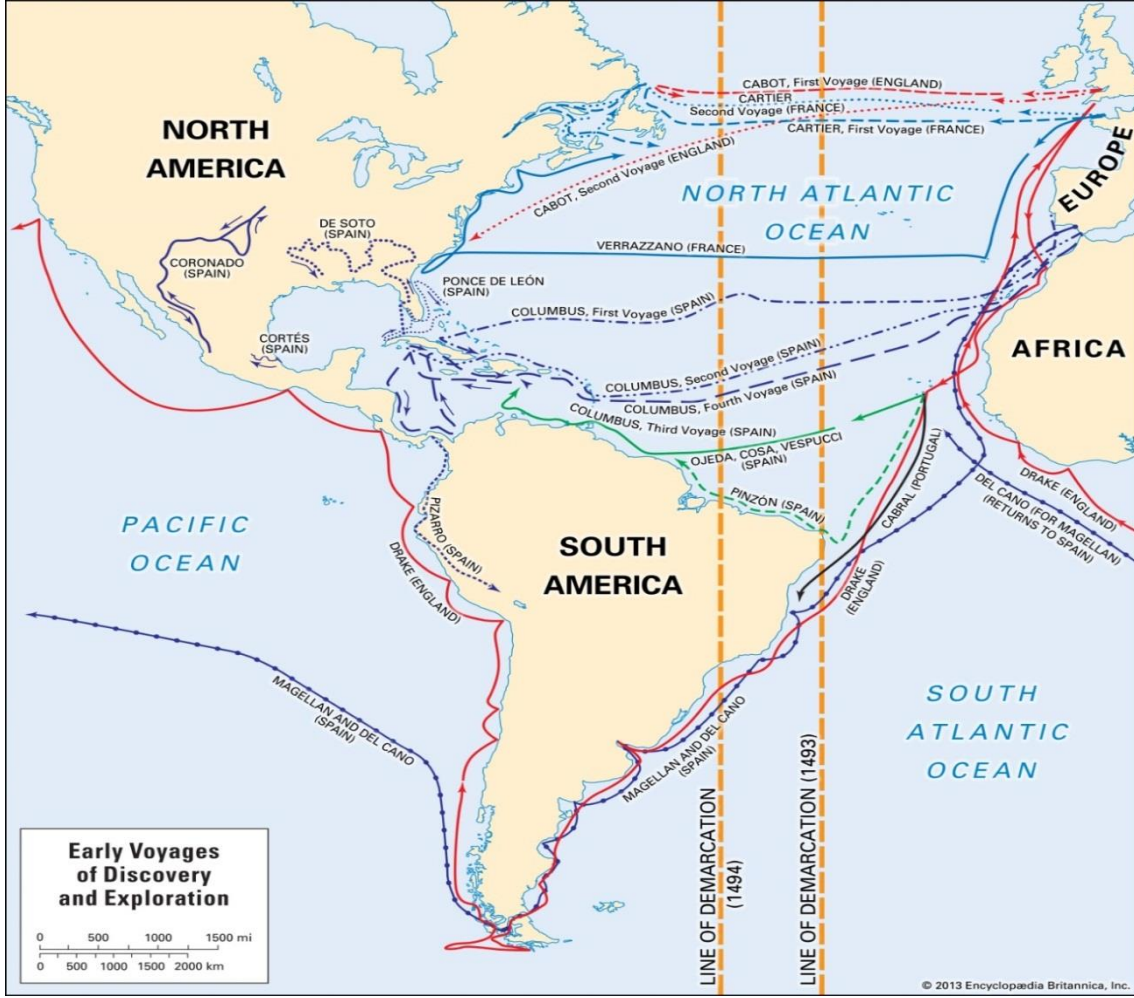 CABOT, First Voyage (ENGLAND)
CARTIER
Second Voyage (FRANCE)
CARTIER, First Voyage (FRANCE)
CABOT, Second Voyage (ENGLAND)
NORTH
AMERICA
EUROPE
NORTH ATLANTIC
OCEAN
DE SOTO
(SPAIN)
VERRAZZANO (FRANCE)
CORONADO
(SPAIN)
PONCE DE LEÓN
(SPAIN)
COLUMBUS, First Voyage (SPAIN)
CORTÉS
(SPAIN)
AFRICA
COLUMBUS, Second Voyage (SPAIN)
COLUMBUS, Fourth Voyage (SPAIN)
COLUMBUS, Third Voyage (SPAIN)
OJEDA, COSA, VESPUCCI
(SPAIN)
PINZÓN (SPAIN)
CABRAL (PORTUGAL)
DRAKE (ENGLAND)
DEL CANO (FOR MAGELLAN)
(RETURNS TO SPAIN)
PACIFIC
OCEAN
PIZARRO (SPAIN)
DRAKE (ENGLAND)
SOUTH
AMERICA
DRAKE
(ENGLAND)
MAGELLAN AND DEL CANO
(SPAIN)
MAGELLAN AND DEL CANO
(SPAIN)
SOUTH
ATLANTIC
OCEAN
LINE OF DEMARCATION
(1494)
LINE OF DEMARCATION (1493)
Early Voyages
of Discovery
and Exploration
0 500 1000 1500 mi
0 500 1000 1500 2000 km
© 2013 Encyclopædia Britannica, Inc.